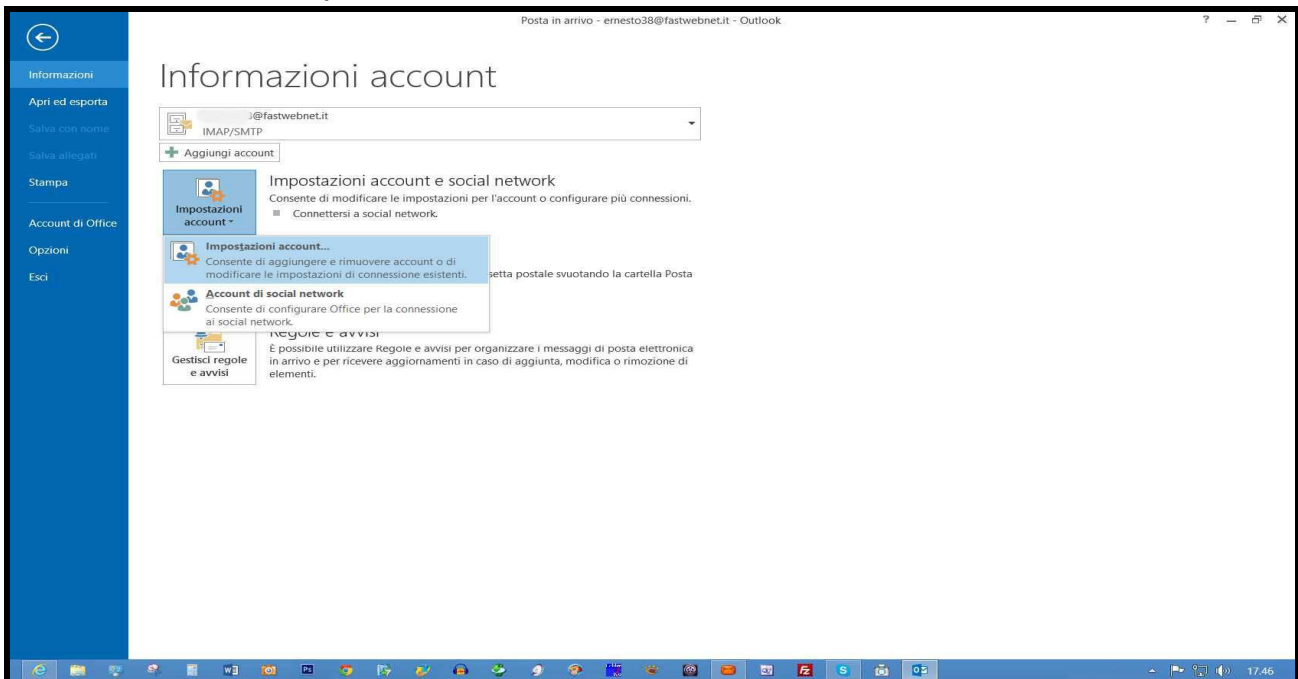 Posta in arrivo - ernesto38@fastwebnet.it - Outlook
?
Informazioni
Apri ed esporta
Salva con nome
Salva allegati
Stampa
Account di Office
Opzioni
Esci
Informazioni account
@fastwebnet.it
IMAP/SMTP
Aggiungi account
Impostazioni
account
Impostazioni account e social network
Consente di modificare le impostazioni per l'account o configurare più connessioni.
Connettersi a social network.
Impostazioni account...
Consente di aggiungere e rimuovere account o di
modificare le impostazioni di connessione esistenti.
postale svuotando la cartella Posta
Account di social network
Consente di configurare Office per la connessione
ai social network.
Gestisci regole
e avvisi
Regole e avvisi
È possibile utilizzare Regole e avvisi per organizzare i messaggi di posta elettronica
in arrivo e per ricevere aggiornamenti in caso di aggiunta, modifica o rimozione di
elementi.
17.46